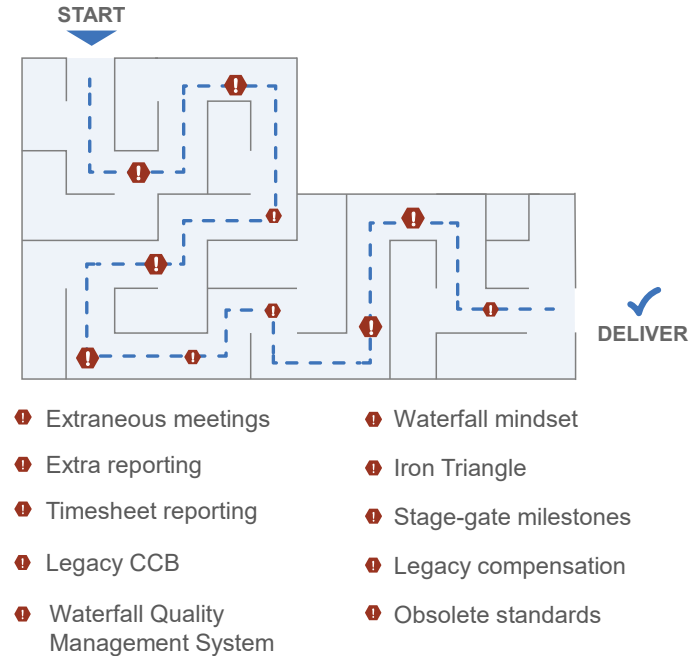 START
DELIVER
Extraneous meetings
Extra reporting
Timesheet reporting
Legacy CCB
Waterfall Quality
Management System
Waterfall mindset
Iron Triangle
Stage-gate milestones
Legacy compensation
Obsolete standards